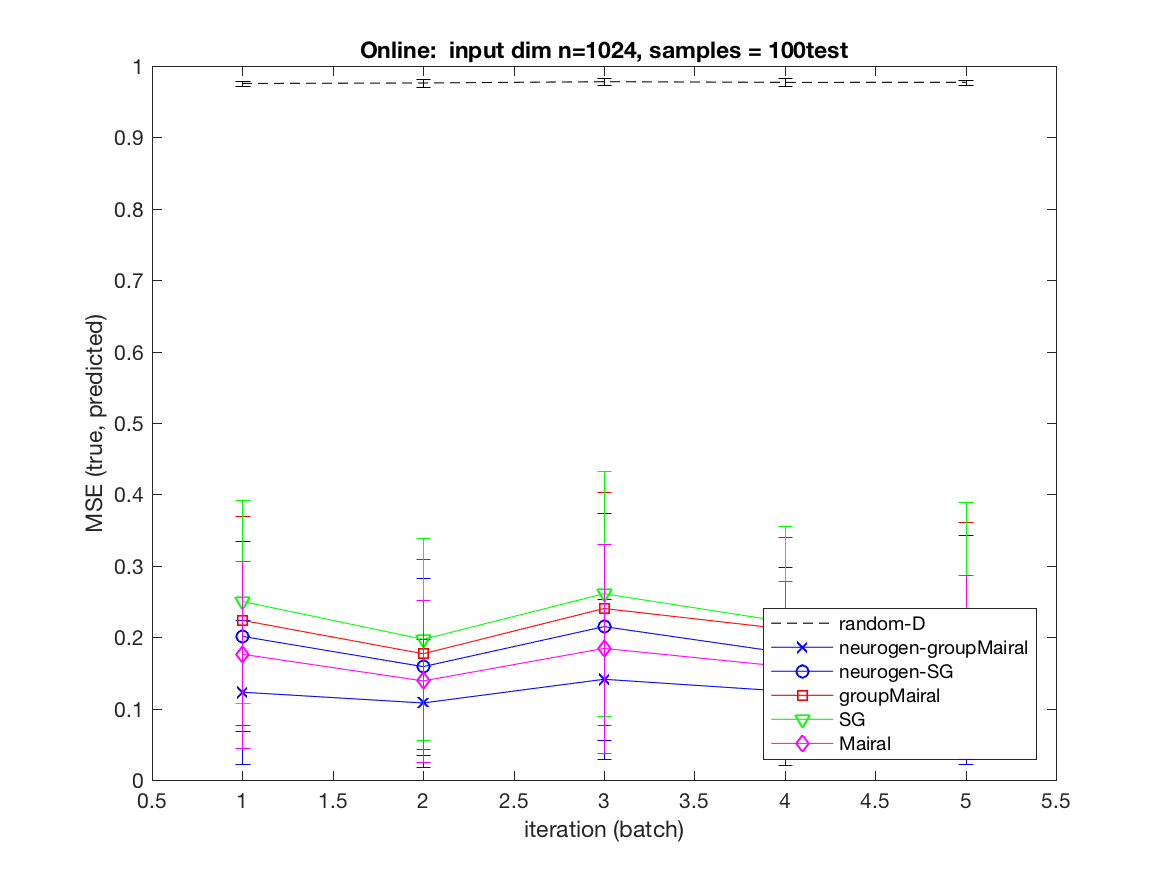 Online:  input dim n=1024, samples = 100test
MSE (true, predicted)
1
0.9
0.8
0.7
0.6
0.5
0.4
0.3
0.2
0.1
0
0.5 1 1.5 2 2.5 3 3.5 4 4.5 5 5.5
iteration (batch)
random-D
neurogen-groupMairal
neurogen-SG
groupMairal
SG
Mairal